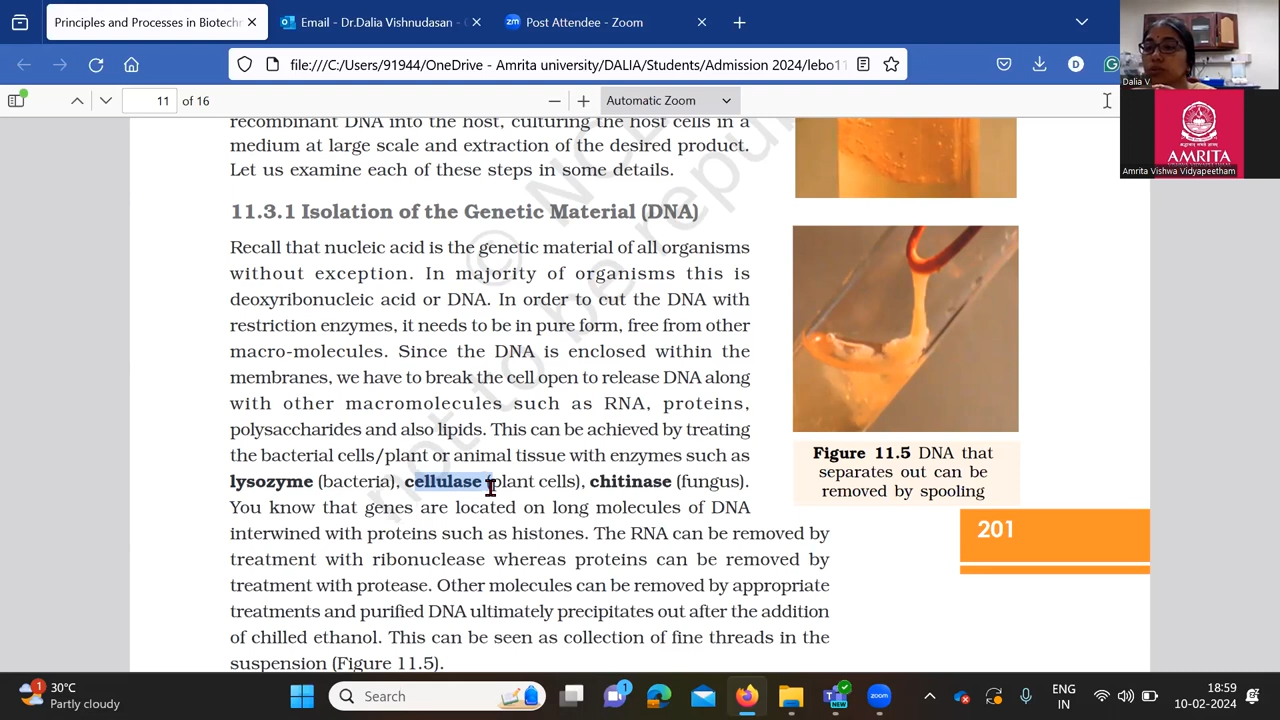 Principles and Processes in Biotechn
Email - Dr.Dalia Vishnudasan -
Post Attendee - Zoom
file:///C:/Users/91944/OneDrive - Amrita university/DALIA/Students/Admission 2024/lebo11
D
G
11 of 16
Automatic Zoom
Dalia V
AMRITA
Amrita Vishwa Vidyapeetham
© NCE
not to be repu
recombinant DNA into the host, culturing the host cells in a
medium at large scale and extraction of the desired product.
Let us examine each of these steps in some details.
11.3.1 Isolation of the Genetic Material (DNA)
Recall that nucleic acid is the genetic material of all organisms
without exception. In majority of organisms this is
deoxyribonucleic acid or DNA. In order to cut the DNA with
restriction enzymes, it needs to be in pure form, free from other
macro-molecules. Since the DNA is enclosed within the
membranes, we have to break the cell open to release DNA along
with other macromolecules such as RNA, proteins,
polysaccharides and also lipids. This can be achieved by treating
the bacterial cells/plant or animal tissue with enzymes such as
lysozyme (bacteria), cellulase (plant cells), chitinase (fungus).
You know that genes are located on long molecules of DNA
intertwined with proteins such as histones. The RNA can be removed by
treatment with ribonuclease whereas proteins can be removed by
treatment with protease. Other molecules can be removed by appropriate
treatments and purified DNA ultimately precipitates out after the addition
of chilled ethanol. This can be seen as collection of fine threads in the
suspension (Figure 11.5).
Figure 11.5 DNA that
separates out can be
removed by spooling
201
1
30°C
Partly cloudy
Search
1
NEW
zoom
ENG
IN
18:59
10-02-2024